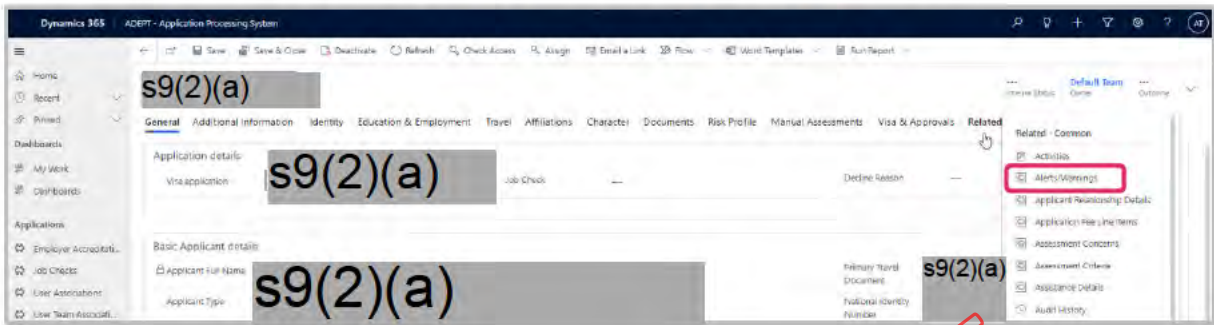 Dynamics 365 ADEPT - Application Processing System AT
Save Save & Close Deactivate Refresh Check Access Assign Email a Link Flow Word Templates Run Report
Home
Recent
Pinned
Dashboards
My Work
Dashboards
Applications
Employer Accreditati...
Job Checks
User Associations
User Team Associati...
s9(2)(a)
Default Team
Owner
Outcome
General Additional Information Identity Education & Employment Travel Affiliations Character Documents Risk Profile Manual Assessments Visa & Approvals Related
Application details
Visa application s9(2)(a) Job Check --- Decline Reason ---
Basic Applicant details
Applicant Full Name s9(2)(a) Primary Travel Document s9(2)(a)
Applicant Type National Identity Number
Related - Common
Activities
Alerts/Warnings
Applicant Relationship Details
Application Fee Line Items
Assessment Concerns
Assessment Criteria
Assistance Details
Audit History